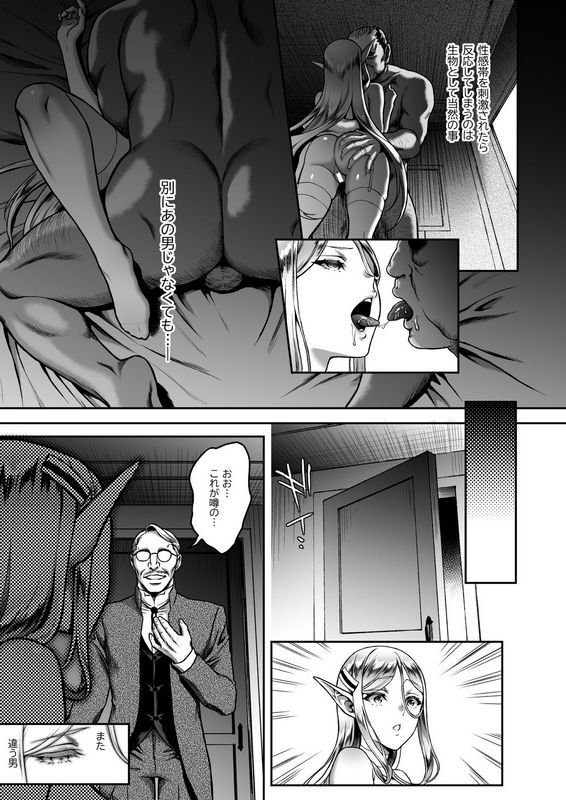 性感帯を刺激されたら
反応してしまうのは
生物として当然の事
別にあの男じゃなくても…―
ギィ…
おお…
これが噂の…
また
違う男